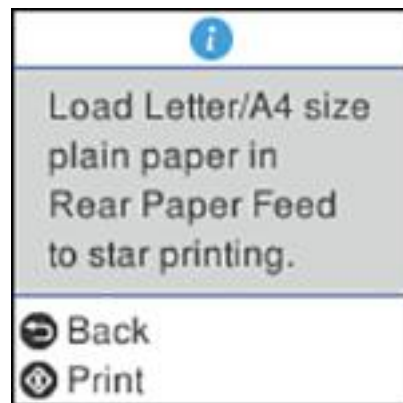 Load Letter/A4 size
plain paper in
Rear Paper Feed
to star printing.
Back
Print